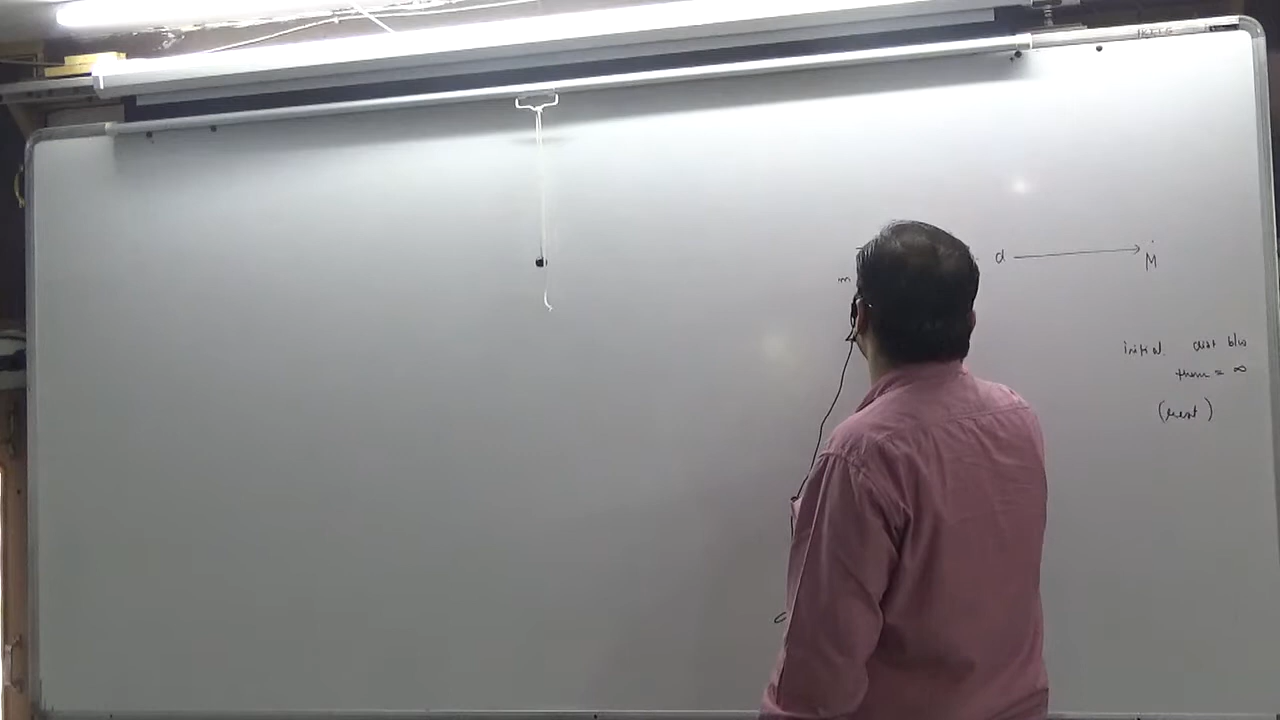 m d M
initial dist b/w
them = ∞
(rest)